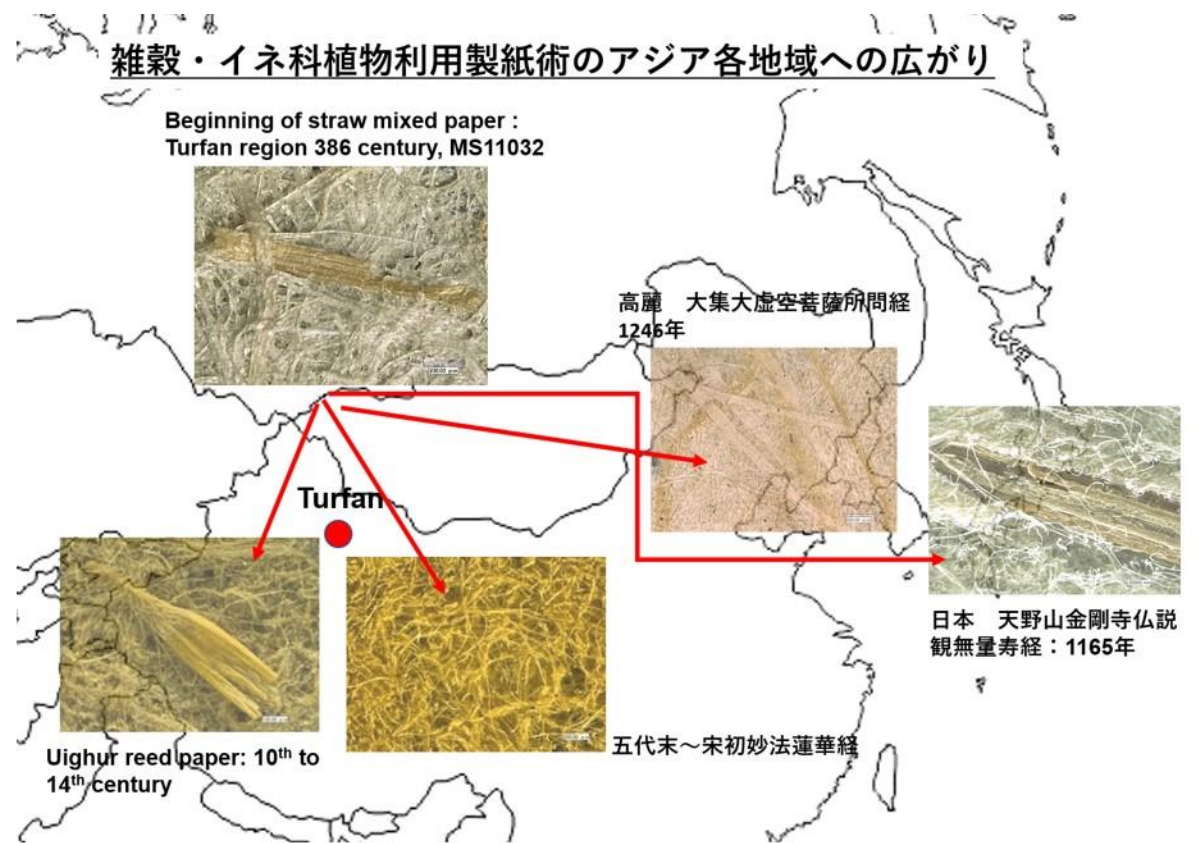 雑穀・イネ科植物利用製紙術のアジア各地域への広がり
Beginning of straw mixed paper :
Turfan region 386 century, MS11032
高麗　大集大虚空菩薩所問経
1246年
Turfan
日本　天野山金剛寺仏説
観無量寿経：1165年
五代末～宋初妙法蓮華経
Uighur reed paper: 10th to
14th century